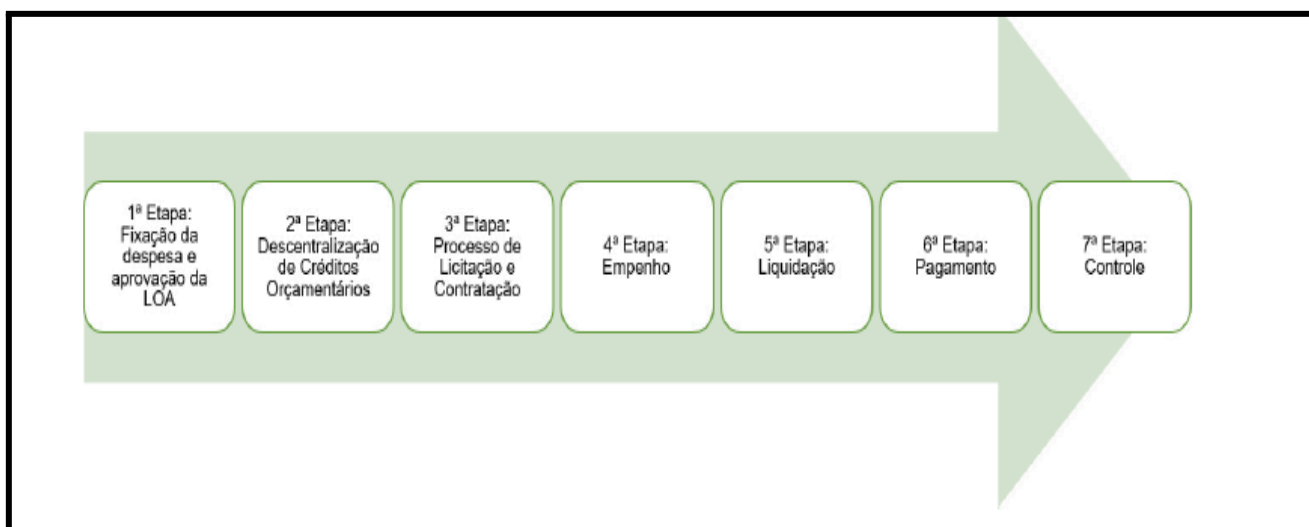 1ª Etapa:
Fixação da
despesa e
aprovação da
LOA
2ª Etapa:
Descentralização
de Créditos
Orçamentários
3ª Etapa:
Processo de
Licitação e
Contratação
4ª Etapa:
Empenho
5ª Etapa:
Liquidação
6ª Etapa:
Pagamento
7ª Etapa:
Controle